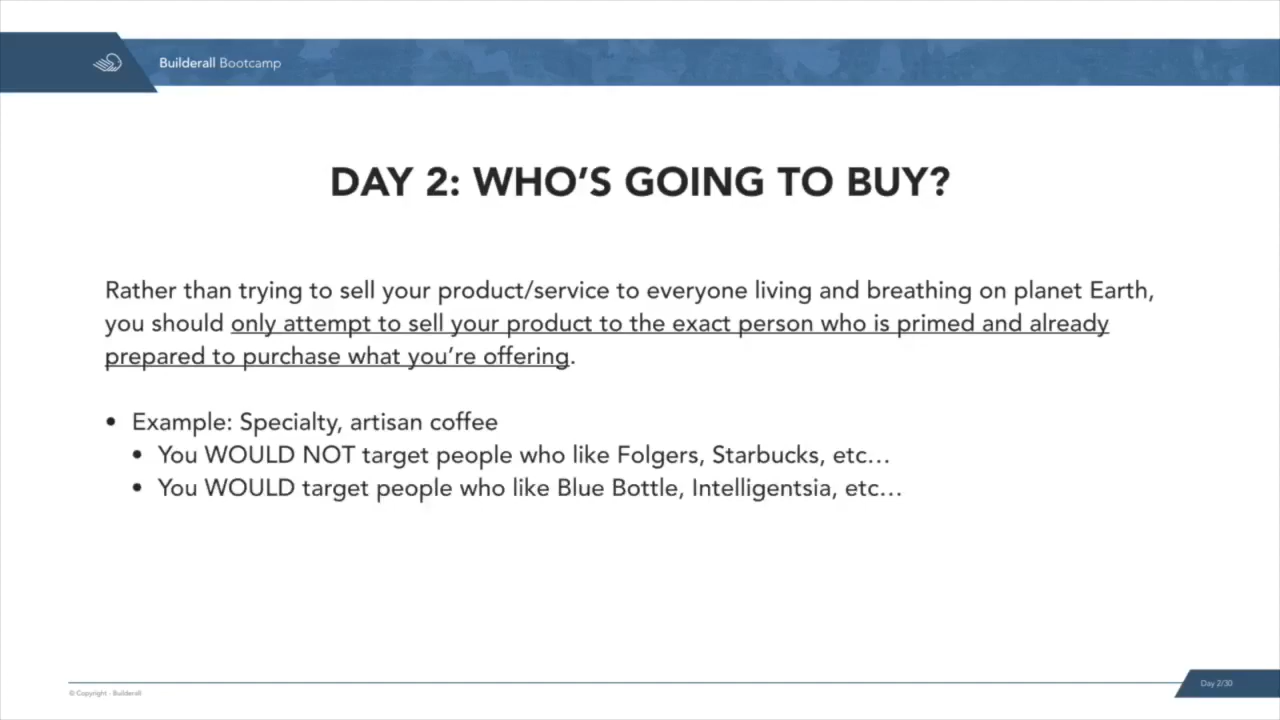 Builderall Bootcamp
DAY 2: WHO’S GOING TO BUY?
Rather than trying to sell your product/service to everyone living and breathing on planet Earth,
you should only attempt to sell your product to the exact person who is primed and already
prepared to purchase what you’re offering.
• Example: Specialty, artisan coffee
• You WOULD NOT target people who like Folgers, Starbucks, etc…
• You WOULD target people who like Blue Bottle, Intelligentsia, etc…
© Copyright - Builderall
Day 2/30